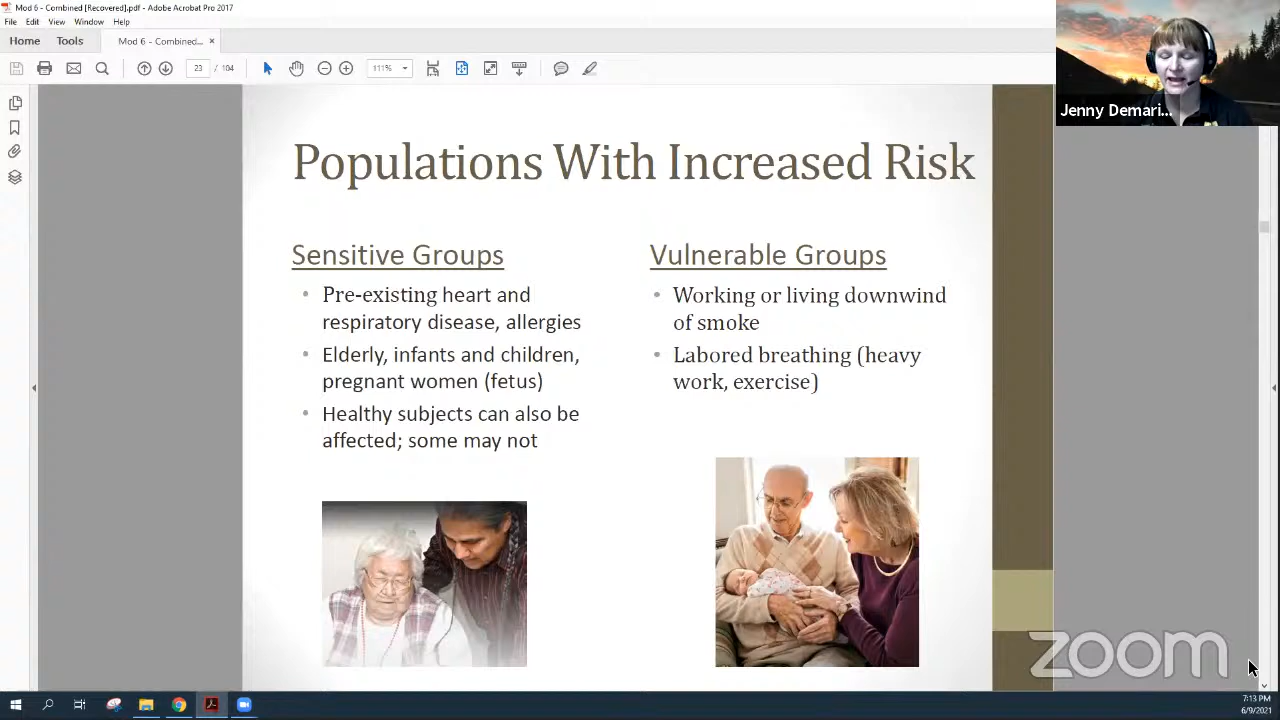 Mod 6 - Combined [Recovered].pdf - Adobe Acrobat Pro 2017
File Edit View Window Help
Home Tools Mod 6 - Combined... ×
23 / 104 111%
Jenny Demari...
Populations With Increased Risk
Sensitive Groups
• Pre-existing heart and
respiratory disease, allergies
• Elderly, infants and children,
pregnant women (fetus)
• Healthy subjects can also be
affected; some may not
Vulnerable Groups
• Working or living downwind
of smoke
• Labored breathing (heavy
work, exercise)
zoom
7:13 PM
6/9/2021